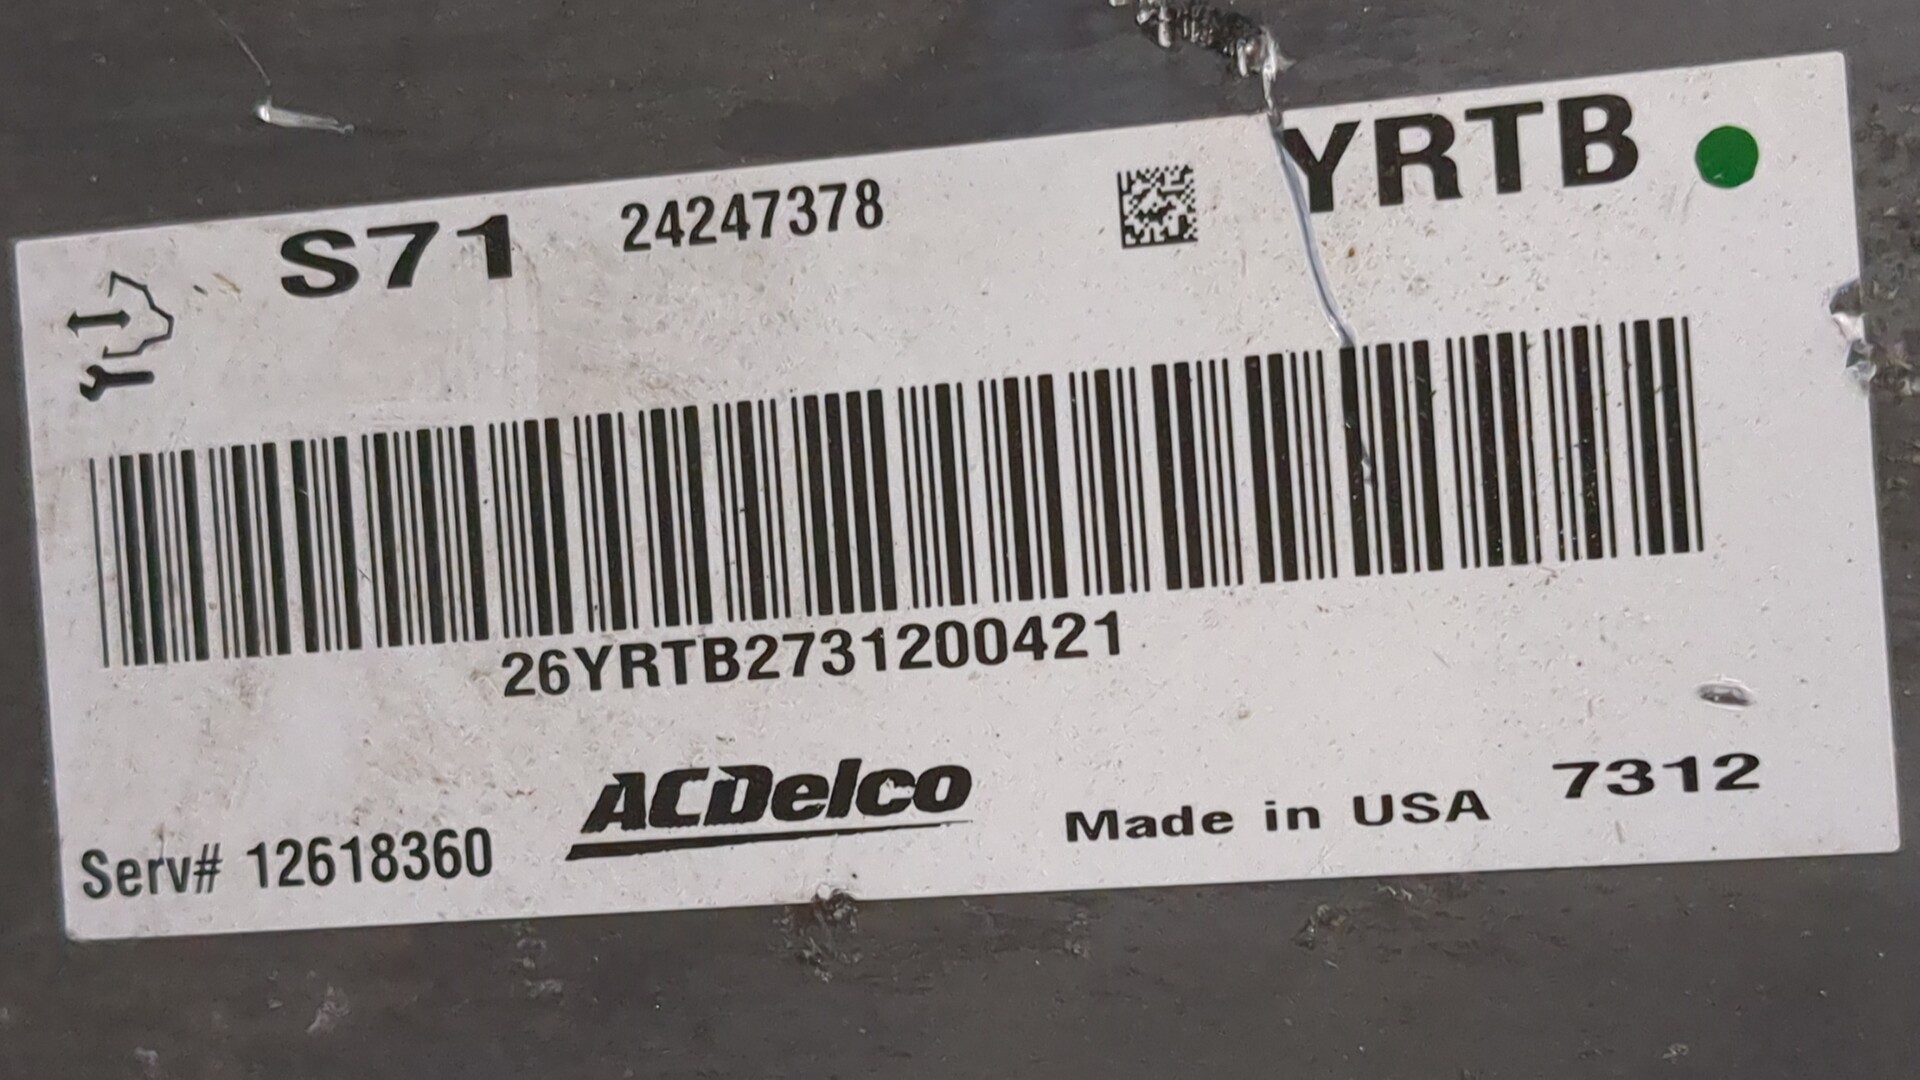 S71 24247378 YRTB
26YRTB2731200421
Serv# 12618360 ACDelco Made in USA 7312